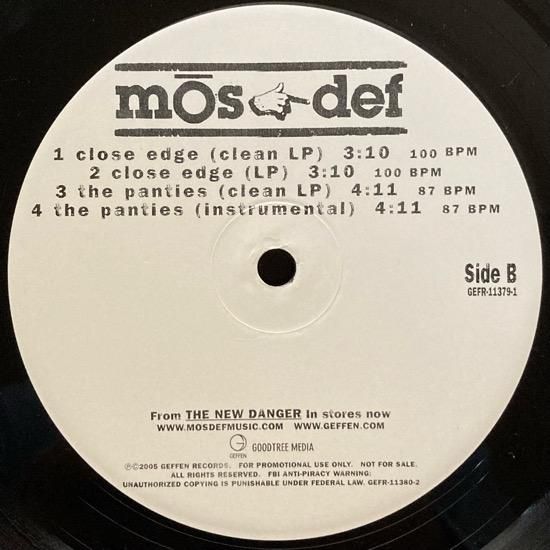 mōs def
1 close edge (clean LP) 3:10 100 BPM
2 close edge (LP) 3:10 100 BPM
3 the panties (clean LP) 4:11 87 BPM
4 the panties (instrumental) 4:11 87 BPM
Side B
GEFR-11379-1
From THE NEW DANGER In stores now
WWW.MOSDEFMUSIC.COM WWW.GEFFEN.COM
G GEFFEN GOODTREE MEDIA
℗©2005 GEFFEN RECORDS. FOR PROMOTIONAL USE ONLY. NOT FOR SALE.
ALL RIGHTS RESERVED. FBI ANTI-PIRACY WARNING:
UNAUTHORIZED COPYING IS PUNISHABLE UNDER FEDERAL LAW. GEFR-11380-2